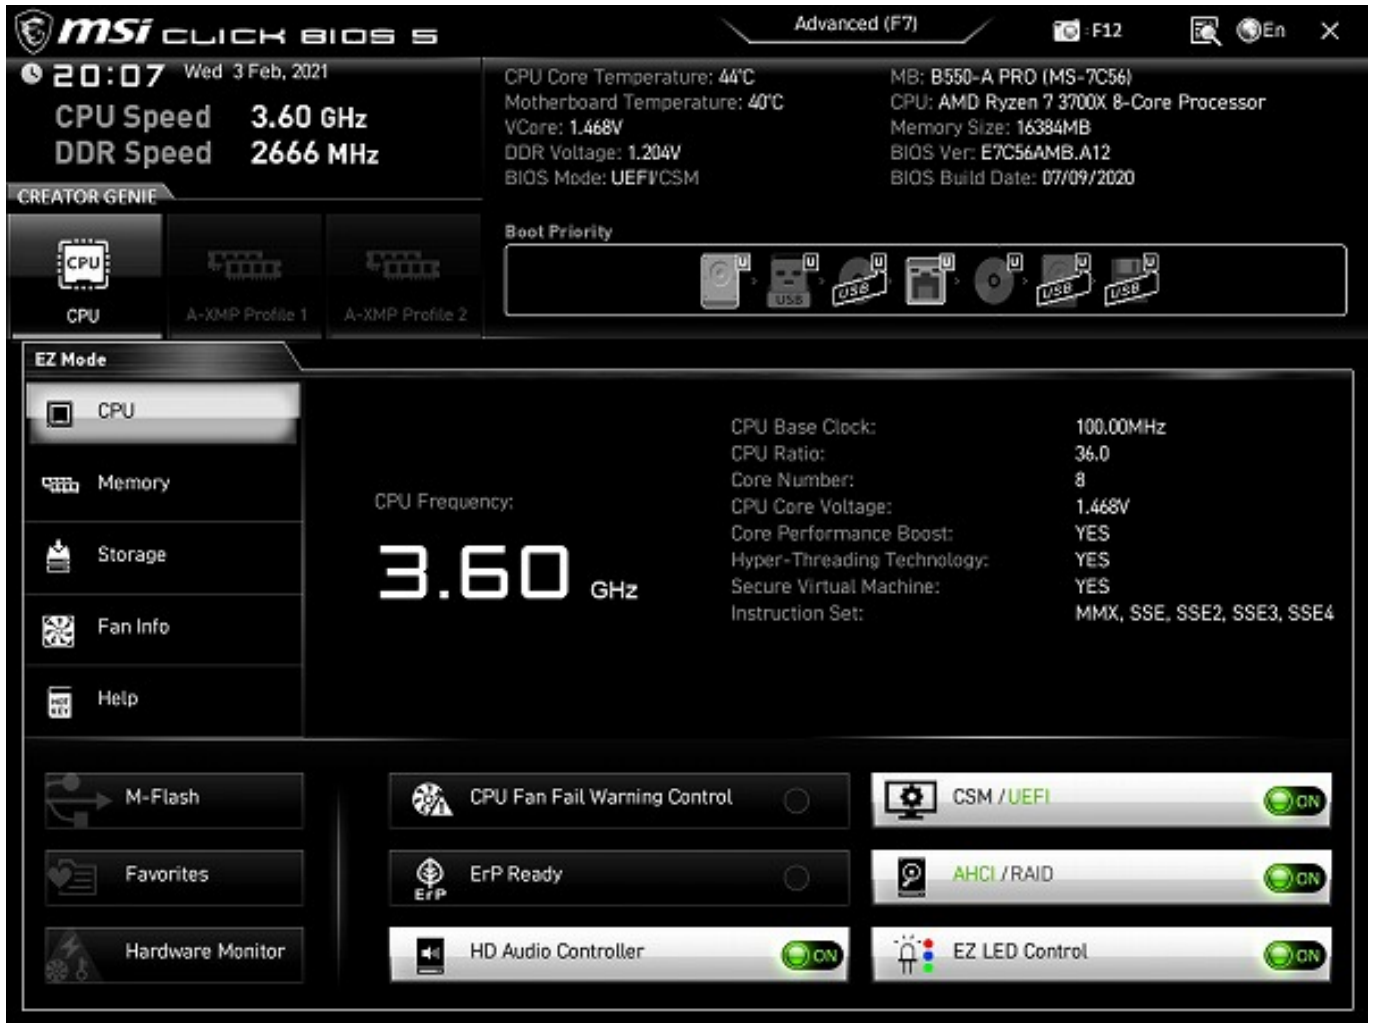 msi CLICK BIOS 5
Advanced (F7)
: F12
En
20:07 Wed 3 Feb, 2021
CPU Speed 3.60 GHz
DDR Speed 2666 MHz
CPU Core Temperature: 44°C
Motherboard Temperature: 40°C
VCore: 1.468V
DDR Voltage: 1.204V
BIOS Mode: UEFI/CSM
MB: B550-A PRO (MS-7C56)
CPU: AMD Ryzen 7 3700X 8-Core Processor
Memory Size: 16384MB
BIOS Ver: E7C56AMB.A12
BIOS Build Date: 07/09/2020
CREATOR GENIE
CPU
CPU
A-XMP Profile 1
A-XMP Profile 2
Boot Priority
U U U U U U U
USB USB USB USB
EZ Mode
CPU
Memory
Storage
Fan Info
HOT KEY Help
CPU Frequency:
3.60 GHz
CPU Base Clock: 100.00MHz
CPU Ratio: 36.0
Core Number: 8
CPU Core Voltage: 1.468V
Core Performance Boost: YES
Hyper-Threading Technology: YES
Secure Virtual Machine: YES
Instruction Set: MMX, SSE, SSE2, SSE3, SSE4
M-Flash
Favorites
Hardware Monitor
CPU Fan Fail Warning Control
ErP ErP Ready
HD Audio Controller ON
CSM /UEFI ON
AHCI /RAID ON
EZ LED Control ON